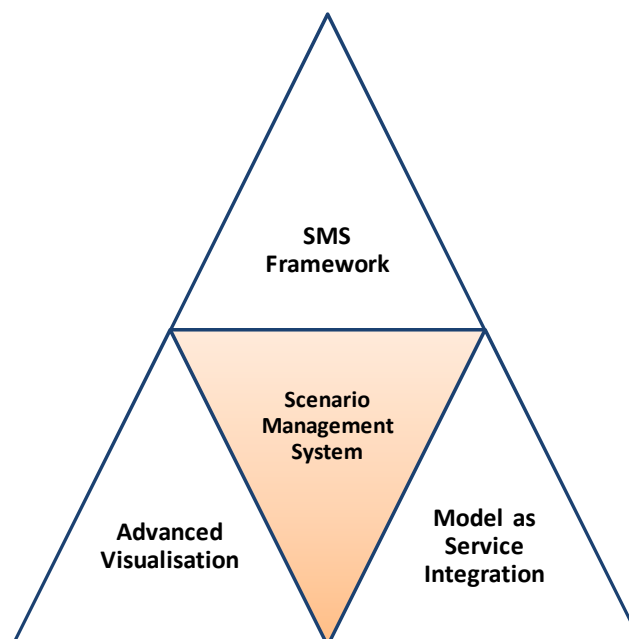 SMS
Framework
Scenario
Management
System
Advanced
Visualisation
Model as
Service
Integration